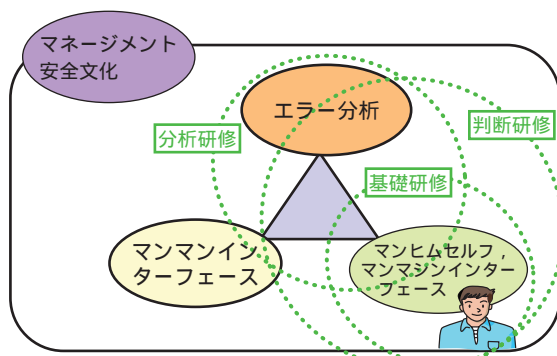 マネージメント
安全文化
エラー分析
分析研修
判断研修
基礎研修
マンマンイン
ターフェース
マンヒムセルフ，
マンマシンインター
フェース